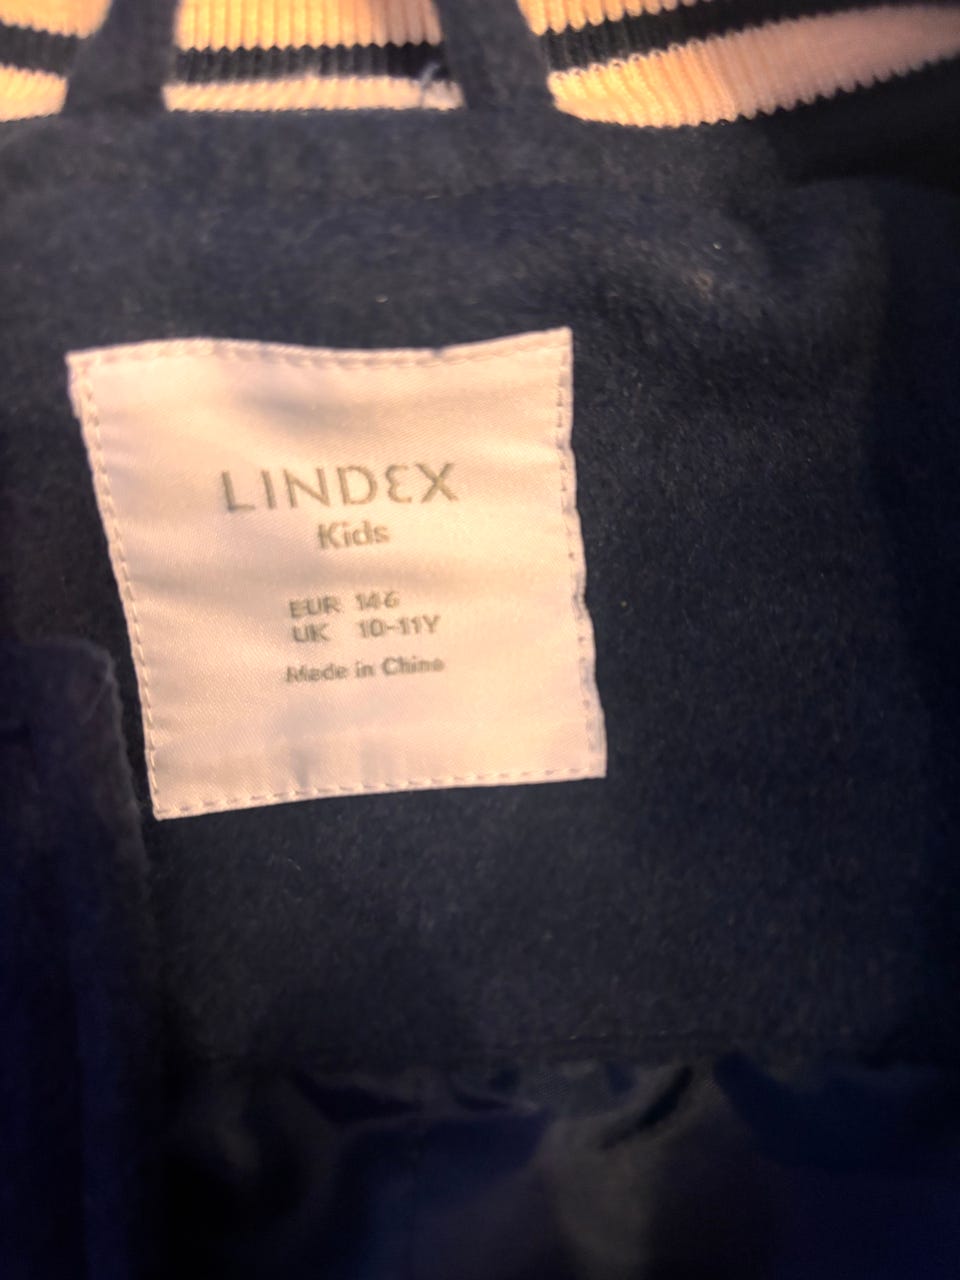 LINDEX
Kids
EUR 146
UK 10-11Y
Made in China